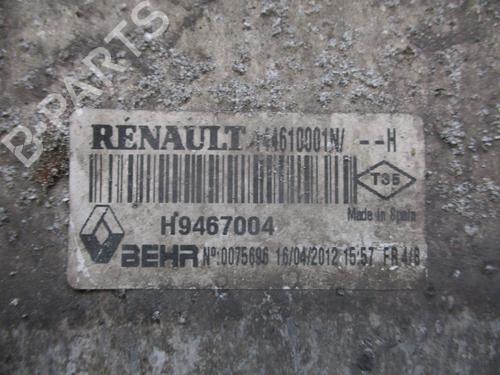 B-PARTS
RENAULT 144610001N/ --H
T35
Made in Spain
H9467004
BEHR Nº:0075696 16/04/2012 15:57 FR 4/8